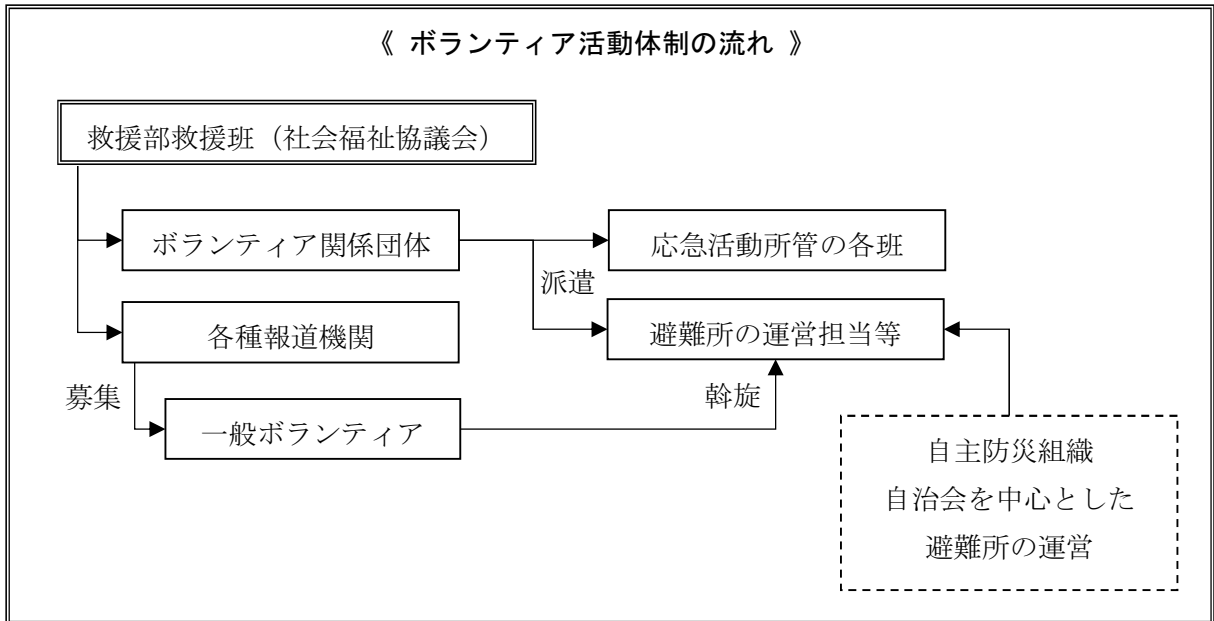 《 ボランティア活動体制の流れ 》
救援部救援班（社会福祉協議会）
ボランティア関係団体
応急活動所管の各班
派遣
各種報道機関
避難所の運営担当等
募集
斡旋
一般ボランティア
自主防災組織
自治会を中心とした
避難所の運営